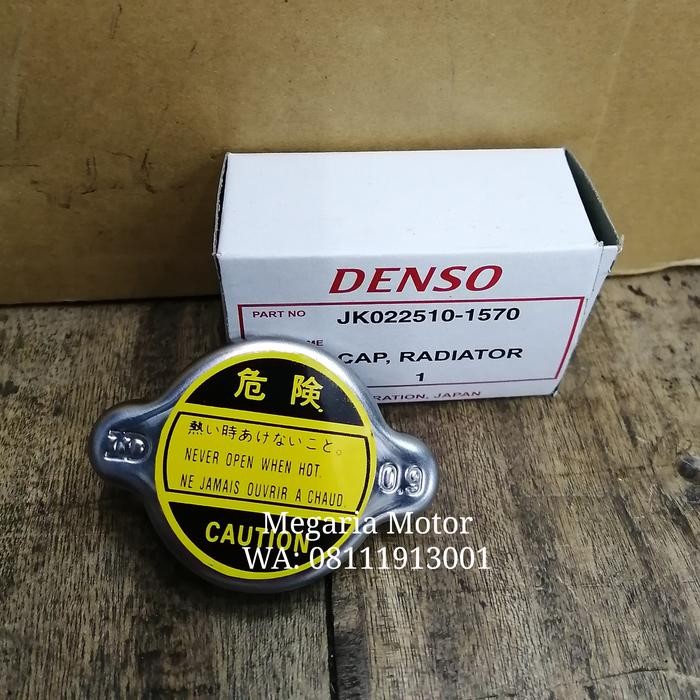 DENSO
PART NO JK022510-1570
CAP, RADIATOR
1
JAPAN
危険
熱い時あけないこと。
NEVER OPEN WHEN HOT.
NE JAMAIS OUVRIR A CHAUD.
CAUTION
0.9
Megaria Motor
WA: 08111913001